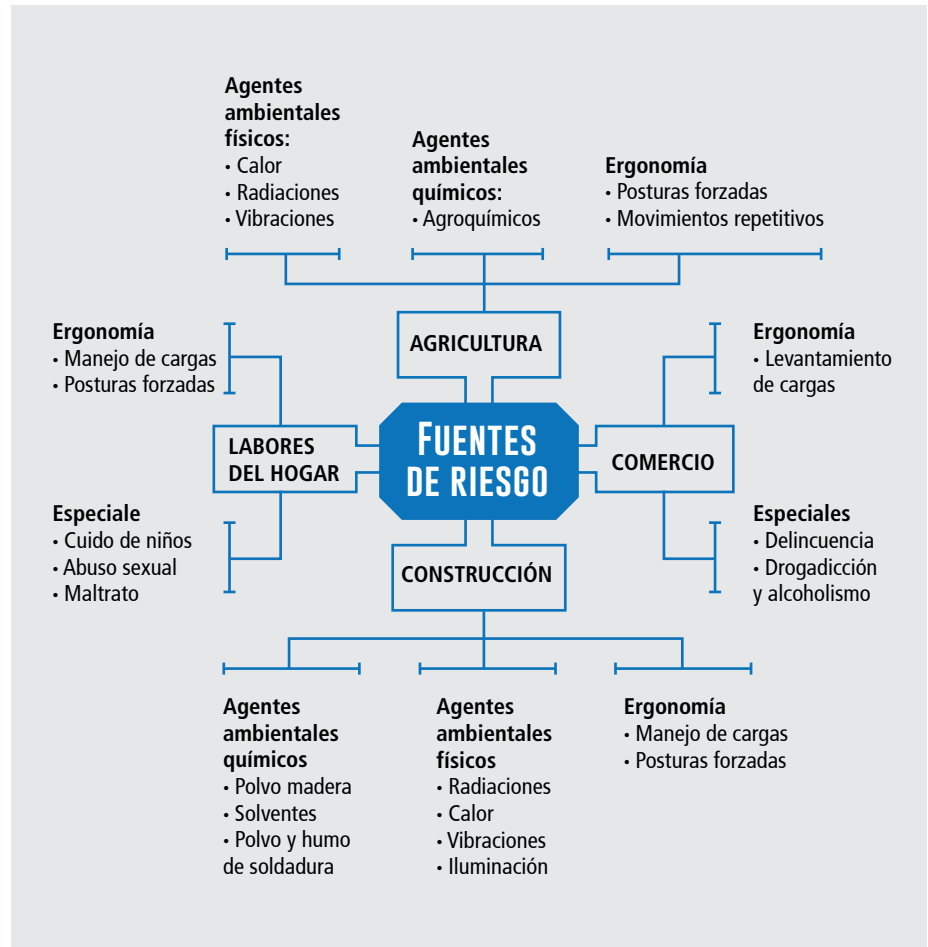 Agentes
ambientales
físicos:
• Calor
• Radiaciones
• Vibraciones
Agentes
ambientales
químicos:
• Agroquímicos
Ergonomía
• Posturas forzadas
• Movimientos repetitivos
AGRICULTURA
Ergonomía
• Manejo de cargas
• Posturas forzadas
LABORES
DEL HOGAR
Especiale
• Cuido de niños
• Abuso sexual
• Maltrato
FUENTES
DE RIESGO
Ergonomía
• Levantamiento
de cargas
COMERCIO
Especiales
• Delincuencia
• Drogadicción
y alcoholismo
CONSTRUCCIÓN
Agentes
ambientales
químicos
• Polvo madera
• Solventes
• Polvo y humo
de soldadura
Agentes
ambientales
físicos
• Radiaciones
• Calor
• Vibraciones
• Iluminación
Ergonomía
• Manejo de cargas
• Posturas forzadas